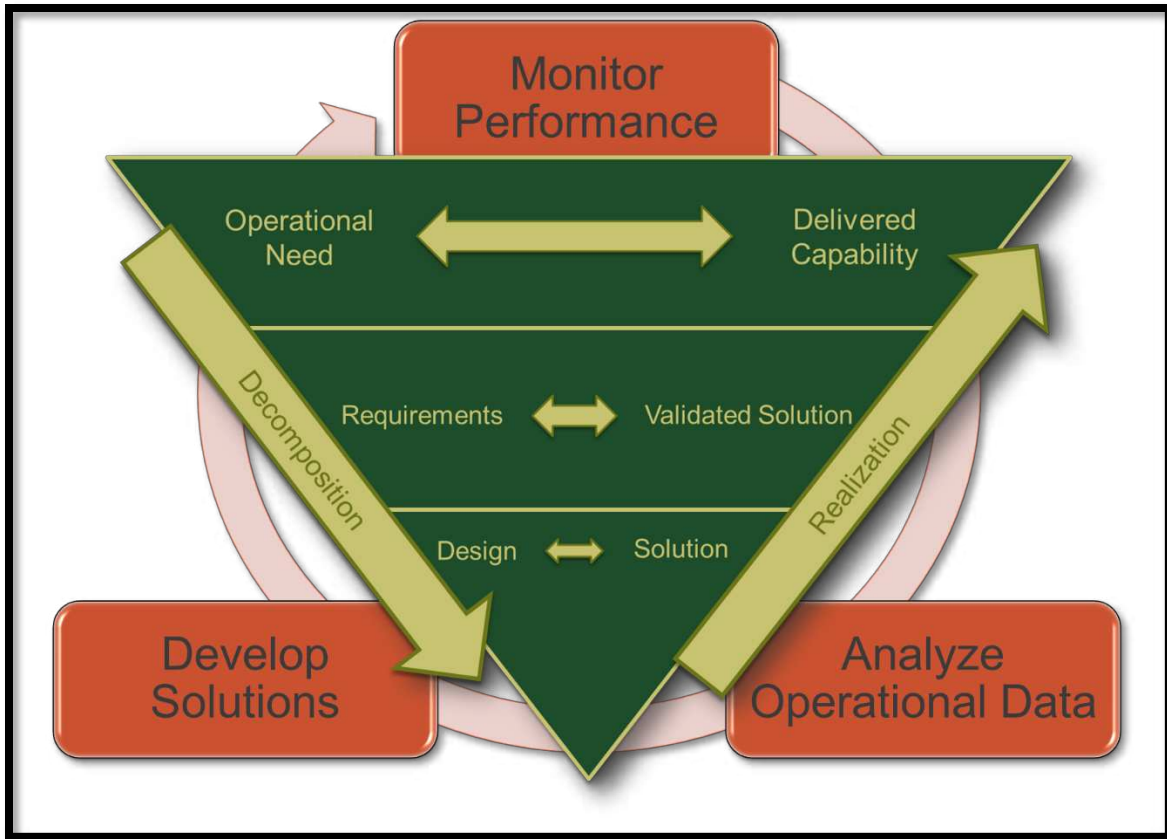 Monitor
Performance
Operational
Need
Delivered
Capability
Decomposition
Requirements
Validated Solution
Realization
Design
Solution
Develop
Solutions
Analyze
Operational Data